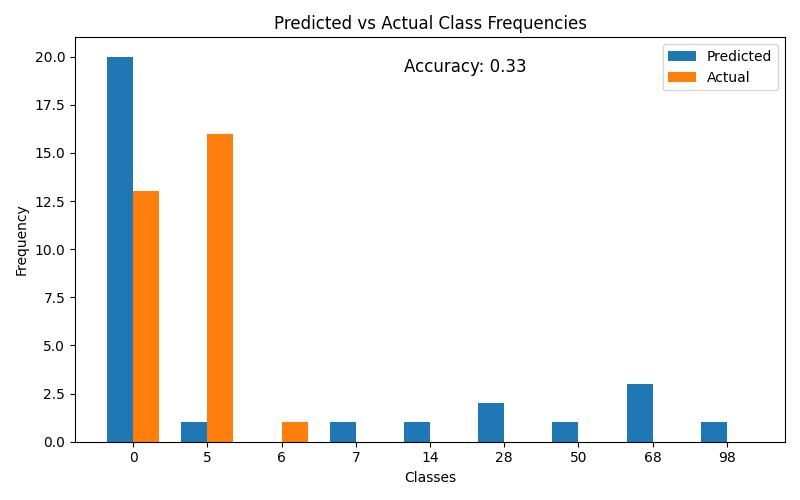 Predicted vs Actual Class Frequencies
Accuracy: 0.33
Predicted
Actual
Frequency
20.0
17.5
15.0
12.5
10.0
7.5
5.0
2.5
0.0
0 5 6 7 14 28 50 68 98
Classes